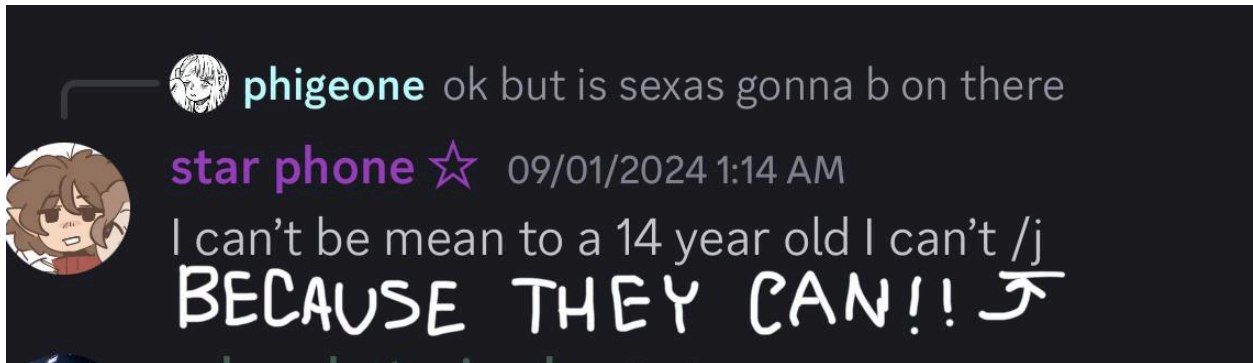 phigeone ok but is sexas gonna b on there
star phone ☆ 09/01/2024 1:14 AM
I can't be mean to a 14 year old I can't /j
BECAUSE THEY CAN!!